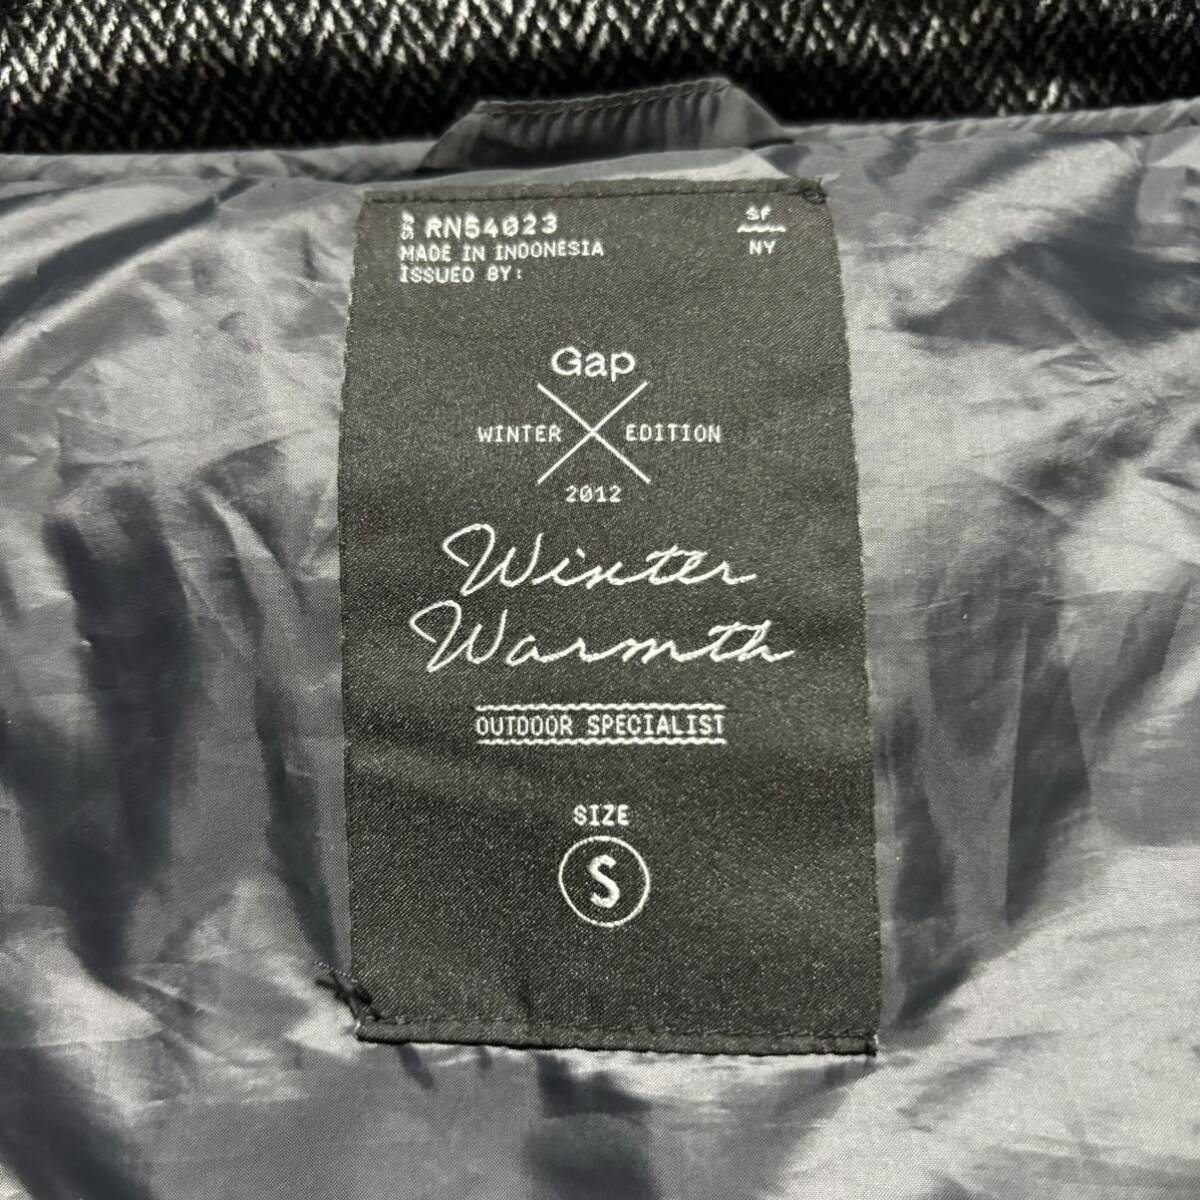 RN54023
MADE IN INDONESIA
ISSUED BY:
SF
NY
Gap
WINTER EDITION
2012
Winter
Warmth
OUTDOOR SPECIALIST
SIZE
S